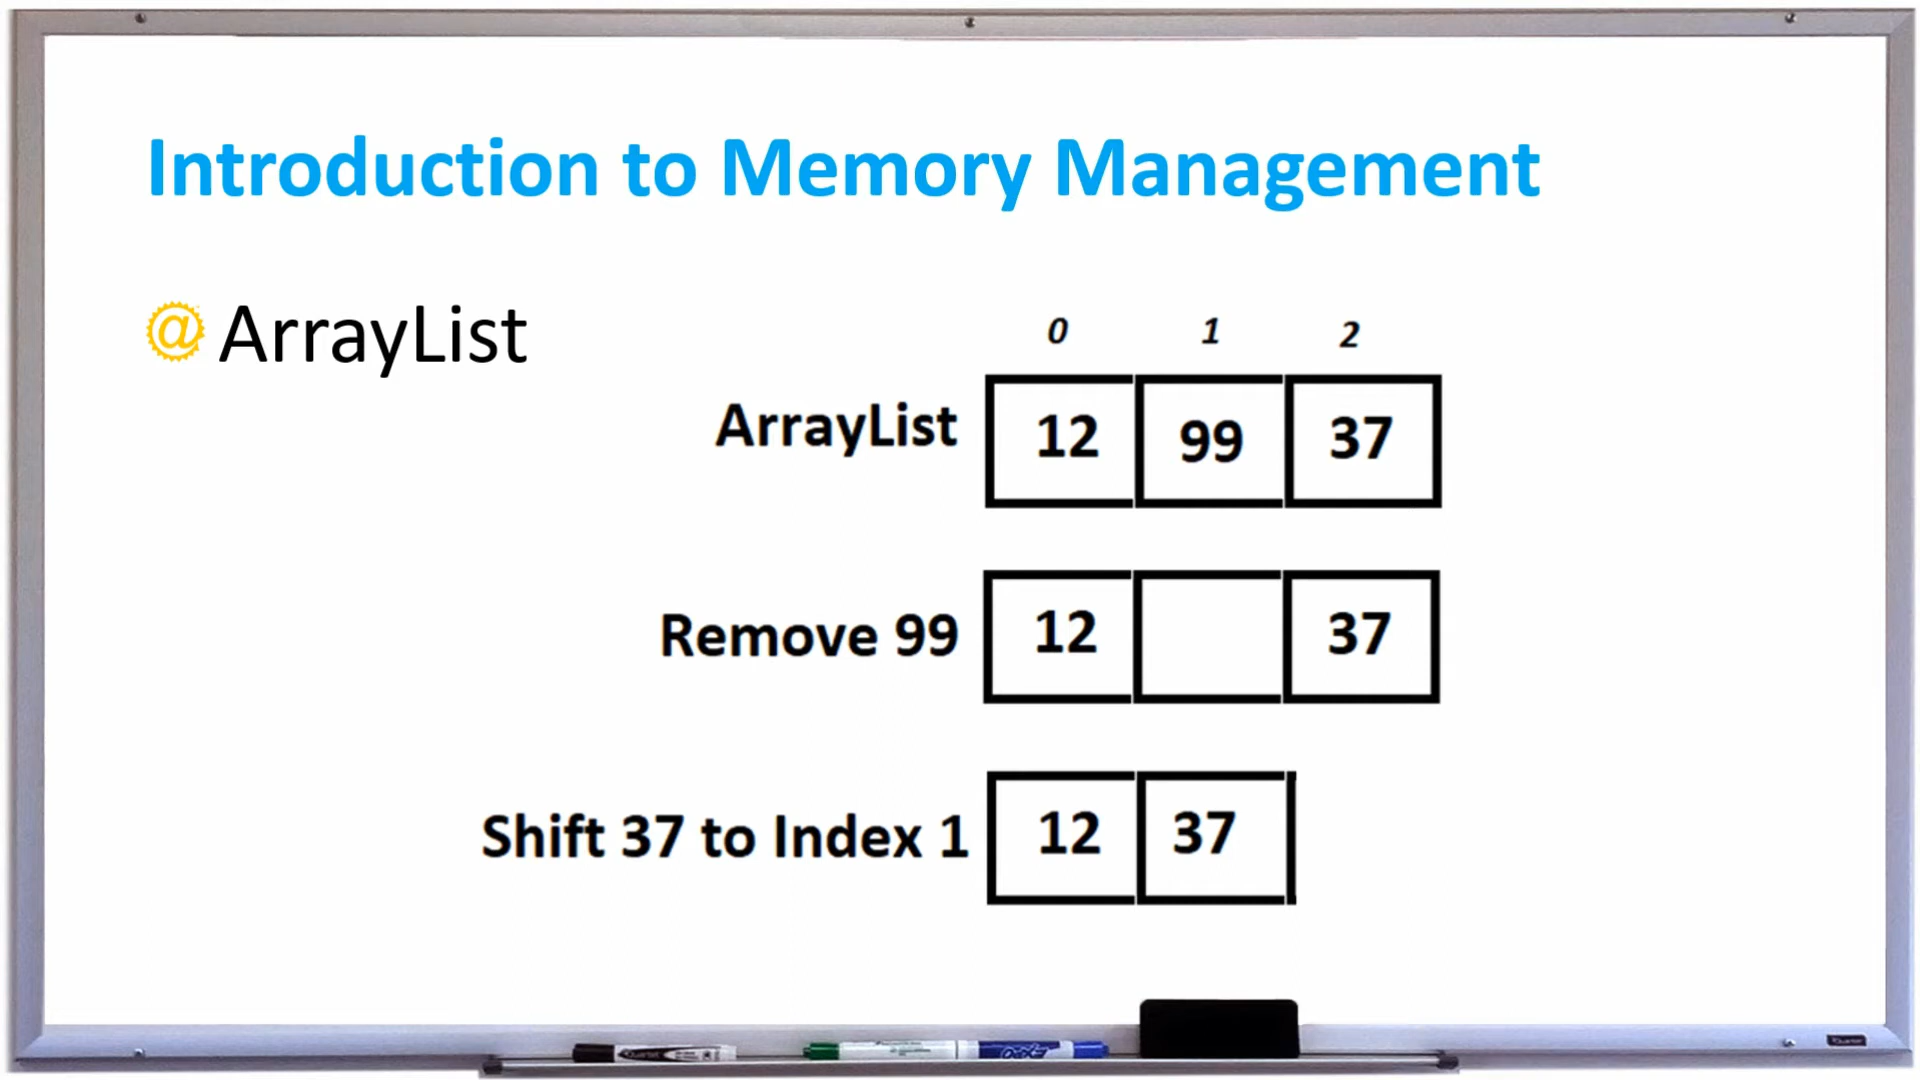 Introduction to Memory Management
@ ArrayList
0 1 2
ArrayList 12 99 37
Remove 99 12 37
Shift 37 to Index 1 12 37
Quartet